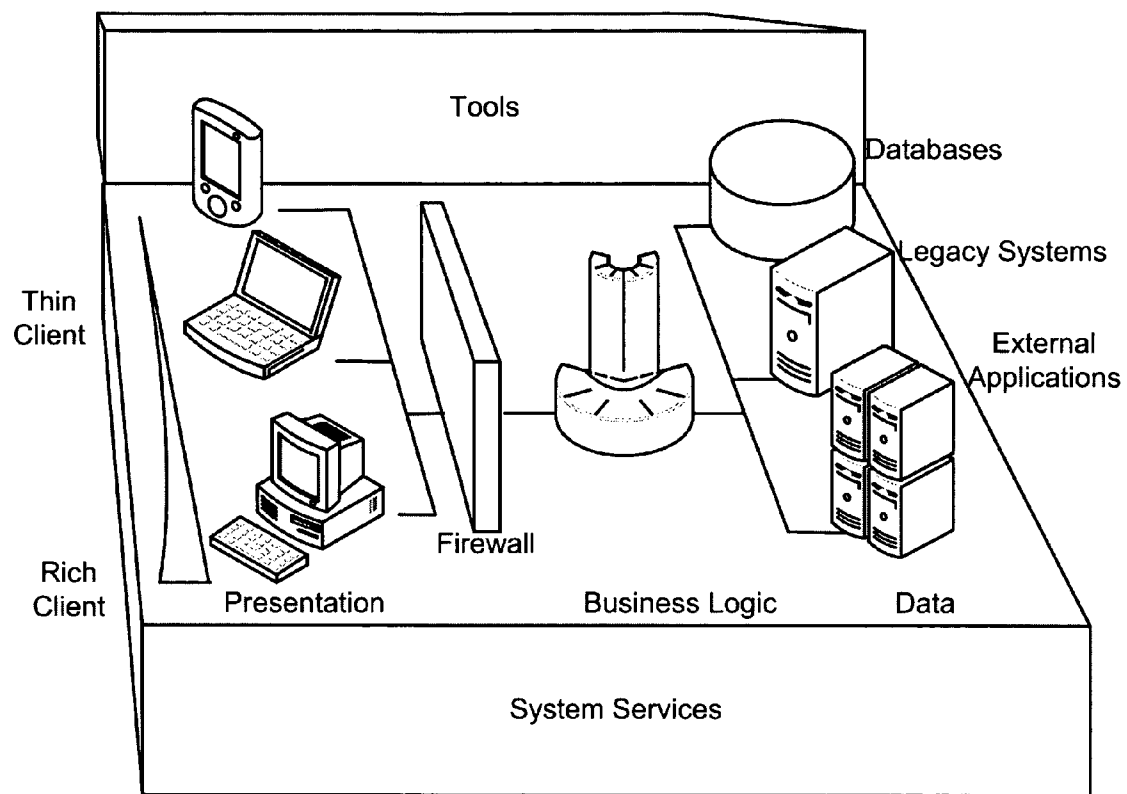 Tools
Databases
Legacy Systems
Thin
Client
External
Applications
Firewall
Rich
Client
Presentation
Business Logic
Data
System Services